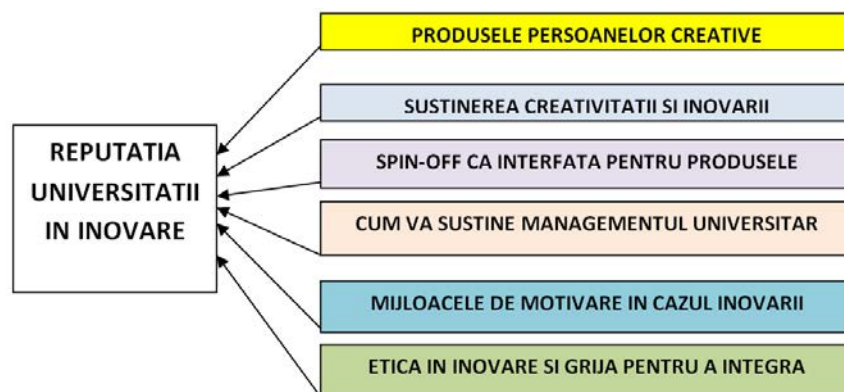 REPUTATIA
UNIVERSITATII
IN INOVARE
PRODUSELE PERSOANELOR CREATIVE
SUSTINEREA CREATIVITATII SI INOVARII
SPIN-OFF CA INTERFATA PENTRU PRODUSELE
CUM VA SUSTINE MANAGEMENTUL UNIVERSITAR
MIJLOACELE DE MOTIVARE IN CAZUL INOVARII
ETICA IN INOVARE SI GRIJA PENTRU A INTEGRA